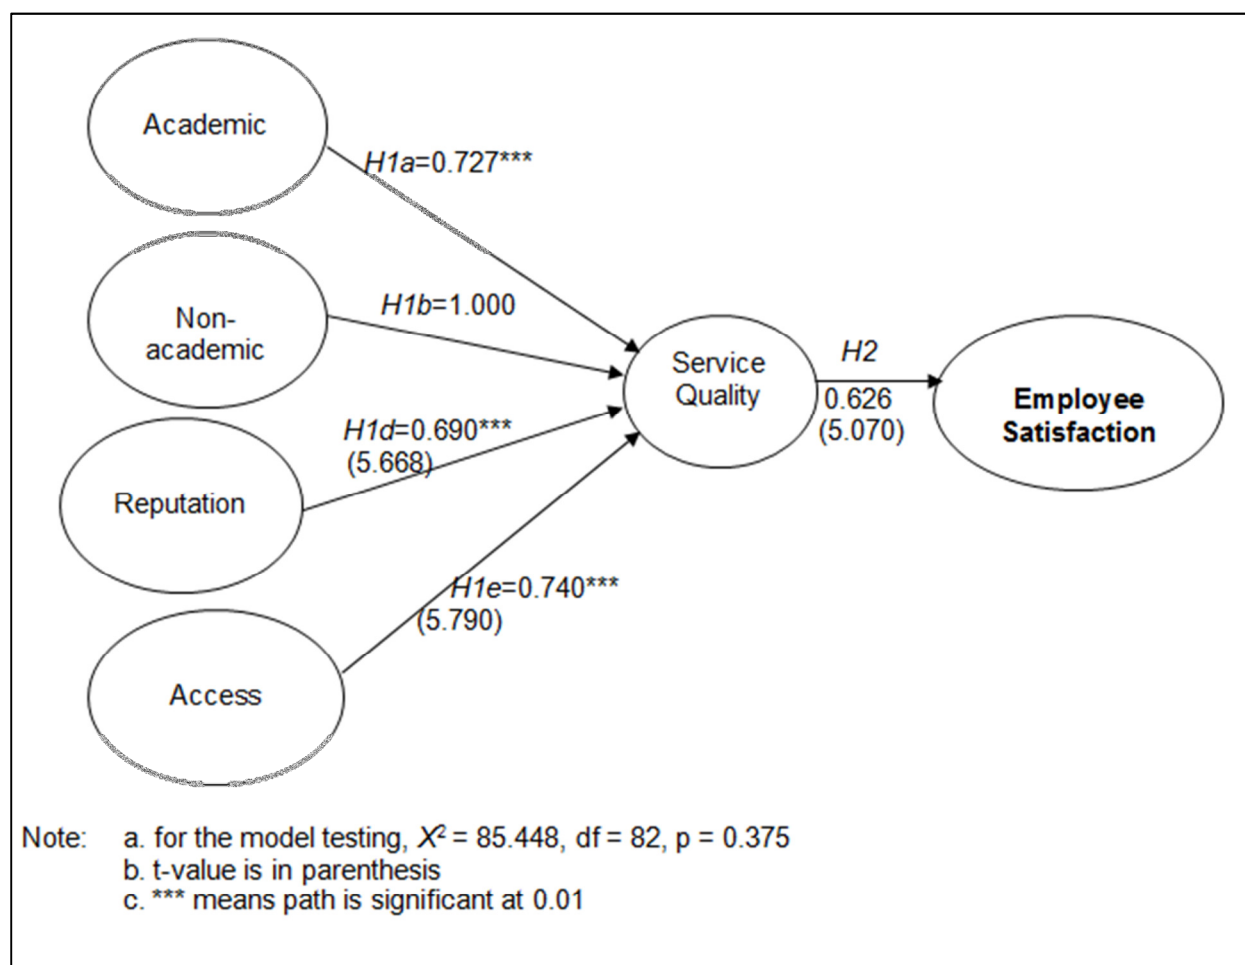 Academic
H1a=0.727***
H1b=1.000
Non-
academic
Service
Quality
H2
0.626
(5.070)
Employee
Satisfaction
H1d=0.690***
(5.668)
Reputation
H1e=0.740***
(5.790)
Access
Note: a. for the model testing, X² = 85.448, df = 82, p = 0.375
b. t-value is in parenthesis
c. *** means path is significant at 0.01